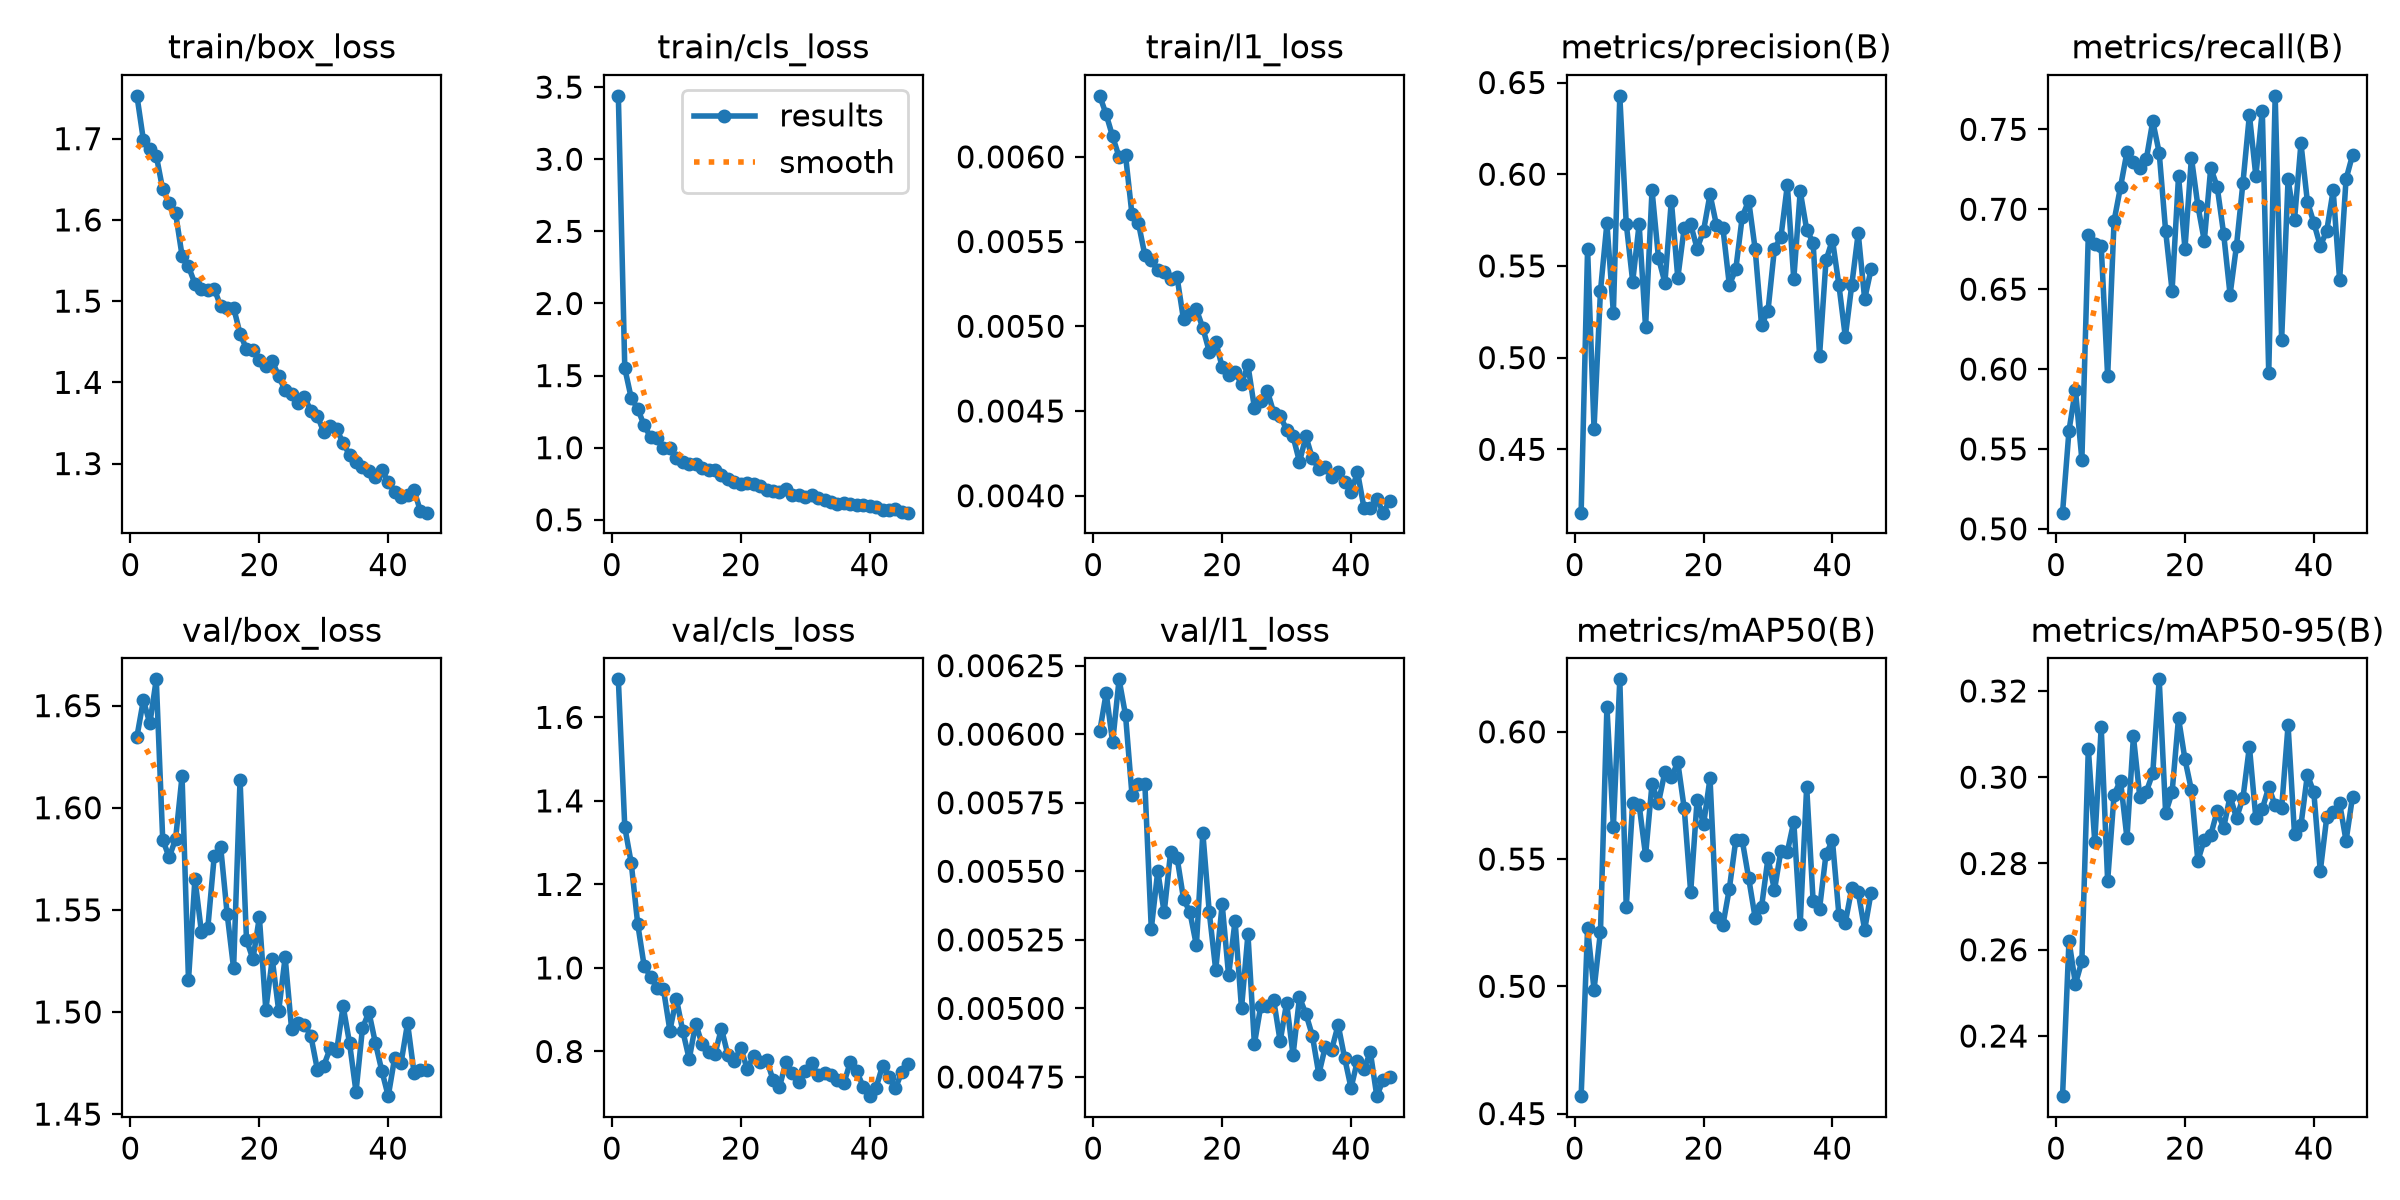 train/box_loss
1.7
1.6
1.5
1.4
1.3
0 20 40
train/cls_loss
results
smooth
3.5
3.0
2.5
2.0
1.5
1.0
0.5
0 20 40
train/l1_loss
0.0060
0.0055
0.0050
0.0045
0.0040
0 20 40
metrics/precision(B)
0.65
0.60
0.55
0.50
0.45
0 20 40
metrics/recall(B)
0.75
0.70
0.65
0.60
0.55
0.50
0 20 40
val/box_loss
1.65
1.60
1.55
1.50
1.45
0 20 40
val/cls_loss
1.6
1.4
1.2
1.0
0.8
0 20 40
val/l1_loss
0.00625
0.00600
0.00575
0.00550
0.00525
0.00500
0.00475
0 20 40
metrics/mAP50(B)
0.60
0.55
0.50
0.45
0 20 40
metrics/mAP50-95(B)
0.32
0.30
0.28
0.26
0.24
0 20 40